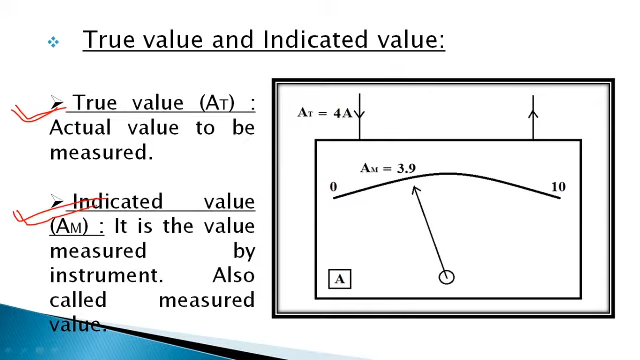 True value and Indicated value:
True value (AT) :
Actual value to be
measured.
Indicated value
(AM) : It is the value
measured by
instrument. Also
called measured
value.
AT = 4A
AM = 3.9
0
10
A